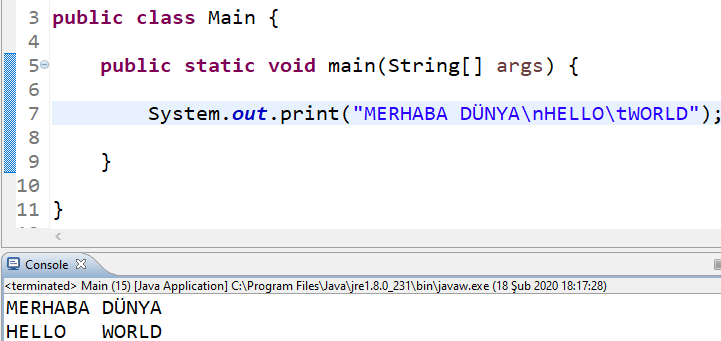 3 public class Main {
4
5 public static void main(String[] args) {
6
7 System.out.print("MERHABA DÜNYA\nHELLO\tWORLD");
8
9 }
10
11 }
Console
<terminated> Main (15) [Java Application] C:\Program Files\Java\jre1.8.0_231\bin\javaw.exe (18 Şub 2020 18:17:28)
MERHABA DÜNYA
HELLO WORLD